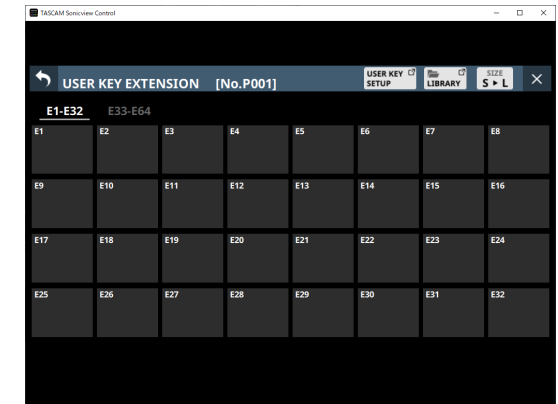 TASCAM Sonicview Control
USER KEY EXTENSION [No.P001]
USER KEY SETUP
LIBRARY
SIZE
S ▸ L
E1-E32 E33-E64
E1 E2 E3 E4 E5 E6 E7 E8
E9 E10 E11 E12 E13 E14 E15 E16
E17 E18 E19 E20 E21 E22 E23 E24
E25 E26 E27 E28 E29 E30 E31 E32